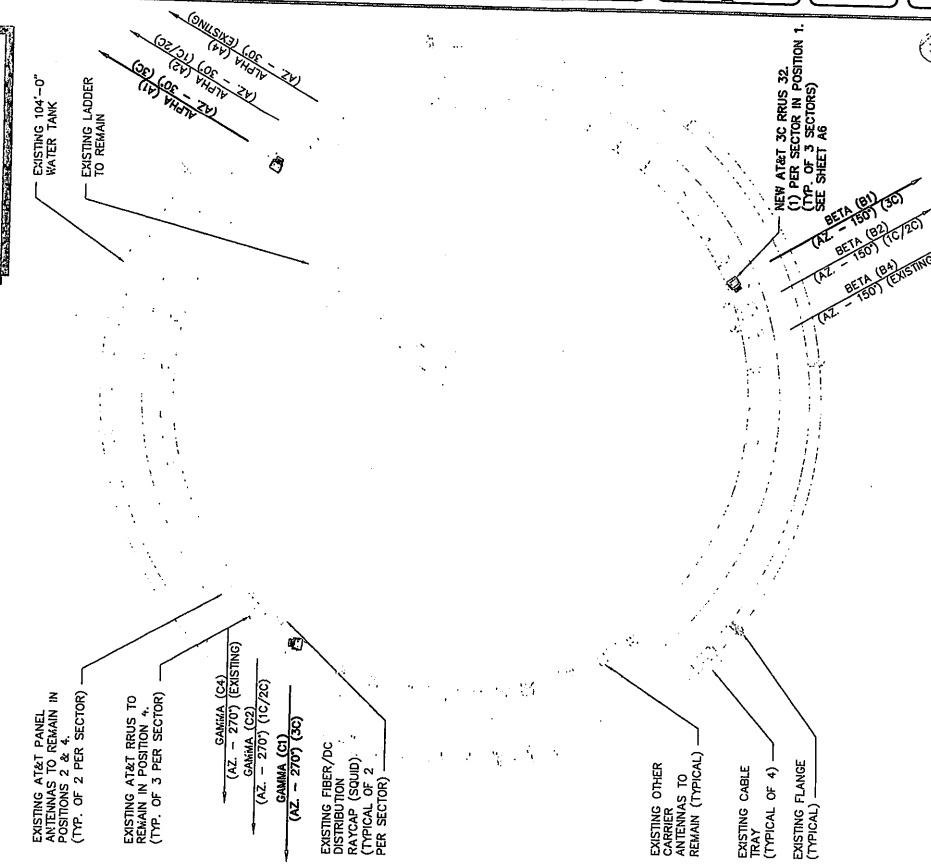 EXISTING 104'-0"
WATER TANK
EXISTING LADDER
TO REMAIN
ALPHA (A1)
(AZ. - 30°) (3C)
ALPHA (A2)
(AZ. - 30°) (1C/2C)
ALPHA (A4)
(AZ. - 30°) (EXISTING)
NEW AT&T 3C RRUS 32.
(1) PER SECTOR IN POSITION 1.
(TYP. OF 3 SECTORS)
SEE SHEET A6
BETA (B1)
(AZ. - 150°) (3C)
BETA (B2)
(AZ. - 150°) (1C/2C)
BETA (B4)
(AZ. - 150°) (EXISTING
EXISTING AT&T PANEL
ANTENNAS TO REMAIN IN
POSITIONS 2 & 4.
(TYP. OF 2 PER SECTOR)
EXISTING AT&T RRUS TO
REMAIN IN POSITION 4.
(TYP. OF 3 PER SECTOR)
GAMMA (C4)
(AZ. - 270°) (EXISTING)
GAMMA (C2)
(AZ. - 270°) (1C/2C)
GAMMA (C1)
(AZ. - 270°) (3C)
EXISTING FIBER/DC
DISTRIBUTION
RAYCAP (SQUID).
(TYPICAL OF 2
PER SECTOR)
EXISTING OTHER
CARRIER
ANTENNAS TO
REMAIN (TYPICAL)
EXISTING CABLE
TRAY
(TYPICAL OF 4)
EXISTING FLANGE
(TYPICAL)